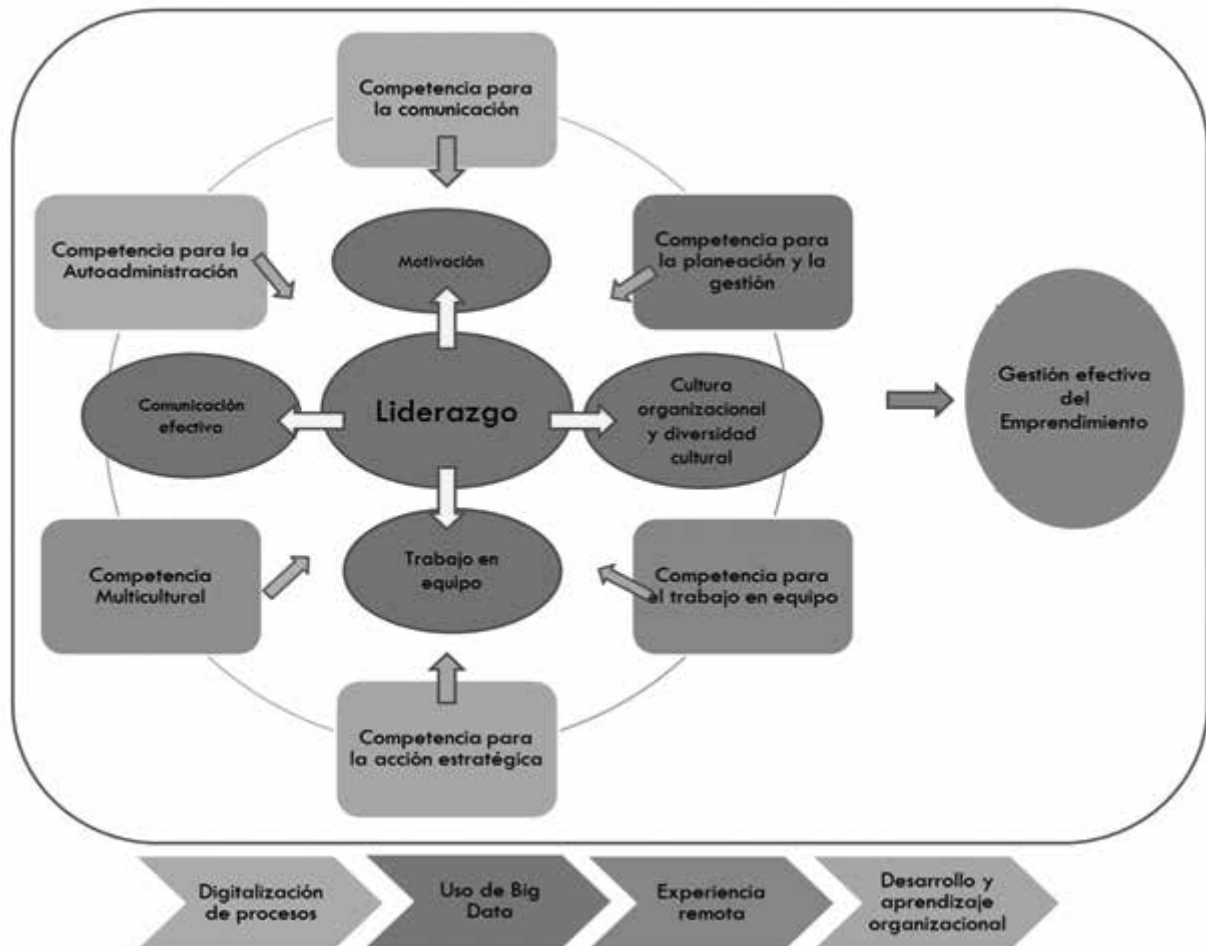 Competencia para
la comunicación
Competencia para la
Autoadministración
Motivación
Competencia para
la planeación y la
gestión
Comunicación
efectiva
Liderazgo
Cultura
organizacional
y diversidad
cultural
Gestión efectiva
del
Emprendimiento
Competencia
Multicultural
Trabajo en
equipo
Competencia para
el trabajo en equipo
Competencia para
la acción estratégica
Digitalización
de procesos
Uso de Big
Data
Experiencia
remota
Desarrollo y
aprendizaje
organizacional